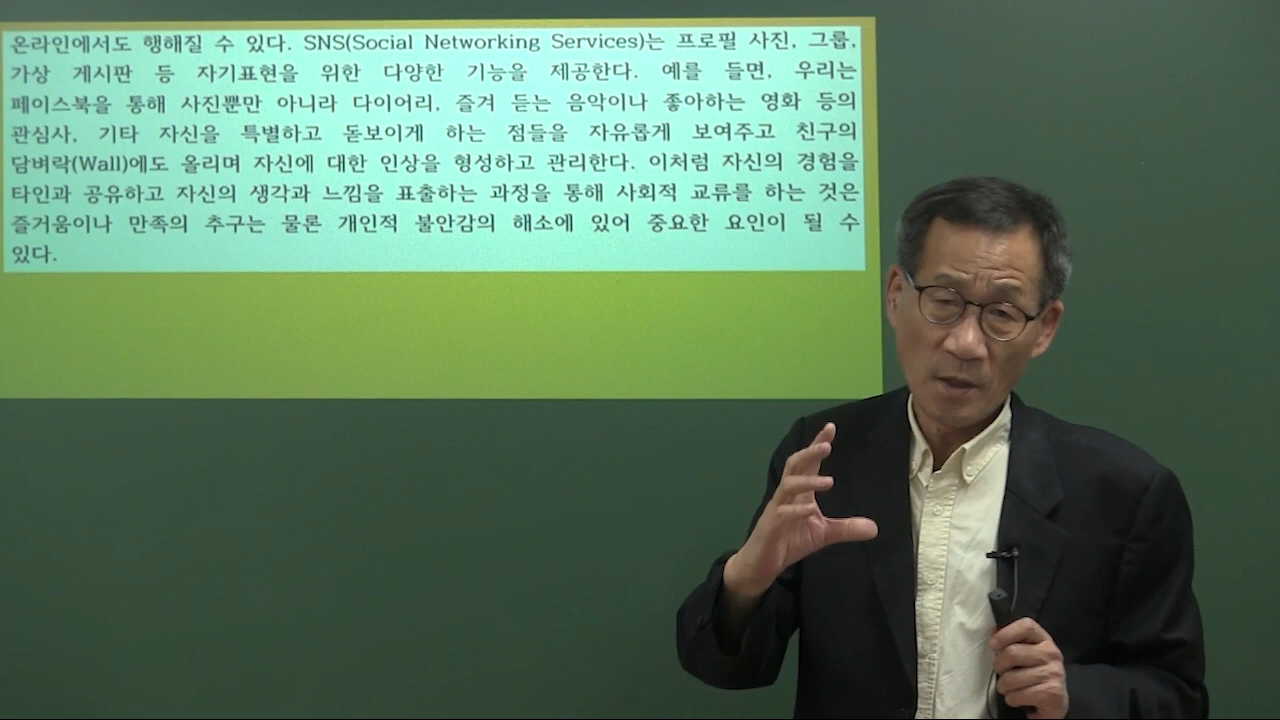 온라인에서도 행해질 수 있다. SNS(Social Networking Services)는 프로필 사진, 그룹,
가상 게시판 등 자기표현을 위한 다양한 기능을 제공한다. 예를 들면, 우리는
페이스북을 통해 사진뿐만 아니라 다이어리, 즐겨 듣는 음악이나 좋아하는 영화 등의
관심사, 기타 자신을 특별하고 돋보이게 하는 점들을 자유롭게 보여주고 친구의
담벼락(Wall)에도 올리며 자신에 대한 인상을 형성하고 관리한다. 이처럼 자신의 경험을
타인과 공유하고 자신의 생각과 느낌을 표출하는 과정을 통해 사회적 교류를 하는 것은
즐거움이나 만족의 추구는 물론 개인적 불안감의 해소에 있어 중요한 요인이 될 수
있다.